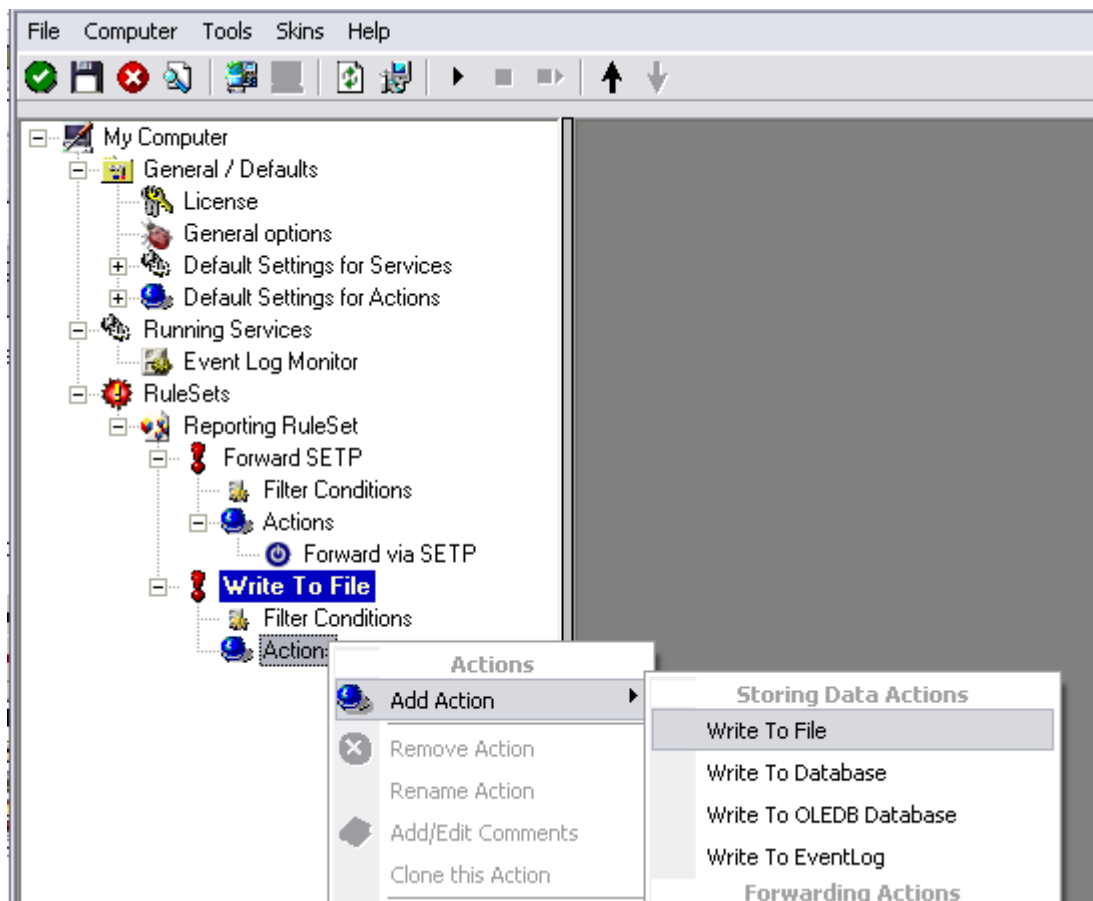 File Computer Tools Skins Help
My Computer
General / Defaults
License
General options
Default Settings for Services
Default Settings for Actions
Running Services
Event Log Monitor
RuleSets
Reporting RuleSet
Forward SETP
Filter Conditions
Actions
Forward via SETP
Write To File
Filter Conditions
Action
Actions
Add Action
Remove Action
Rename Action
Add/Edit Comments
Clone this Action
Storing Data Actions
Write To File
Write To Database
Write To OLEDB Database
Write To EventLog
Forwarding Actions